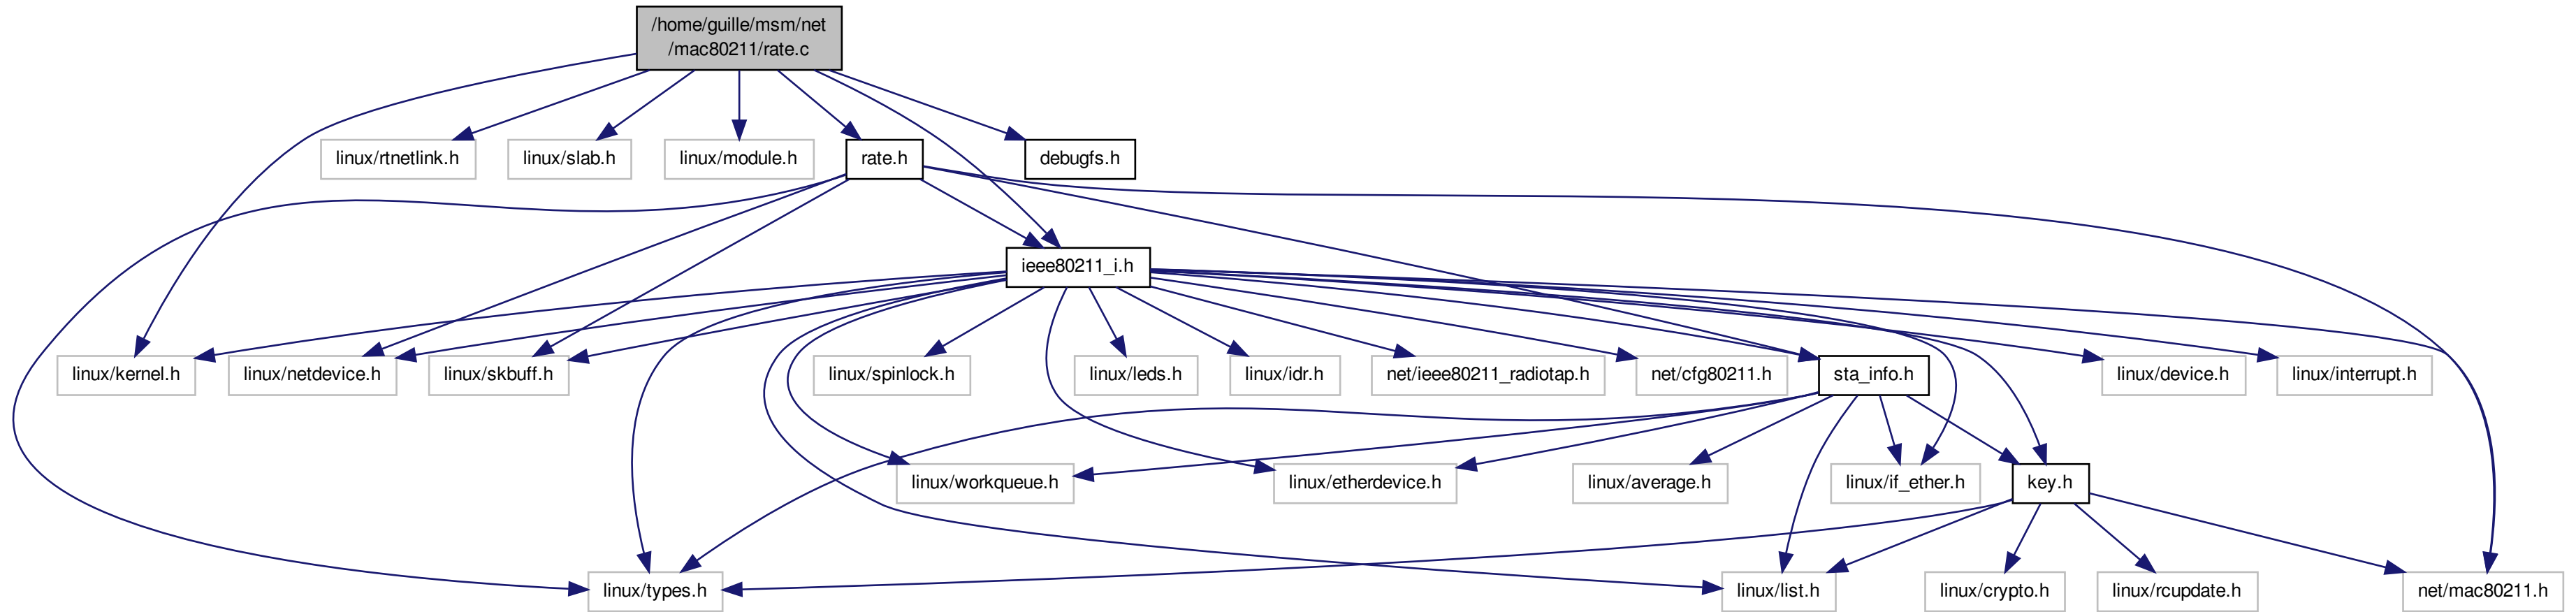 /home/guille/msm/net
/mac80211/rate.c
linux/rtnetlink.h
linux/slab.h
linux/module.h
rate.h
debugfs.h
ieee80211_i.h
linux/kernel.h
linux/netdevice.h
linux/skbuff.h
linux/spinlock.h
linux/leds.h
linux/idr.h
net/ieee80211_radiotap.h
net/cfg80211.h
sta_info.h
linux/device.h
linux/interrupt.h
linux/workqueue.h
linux/etherdevice.h
linux/average.h
linux/if_ether.h
key.h
linux/types.h
linux/list.h
linux/crypto.h
linux/rcupdate.h
net/mac80211.h